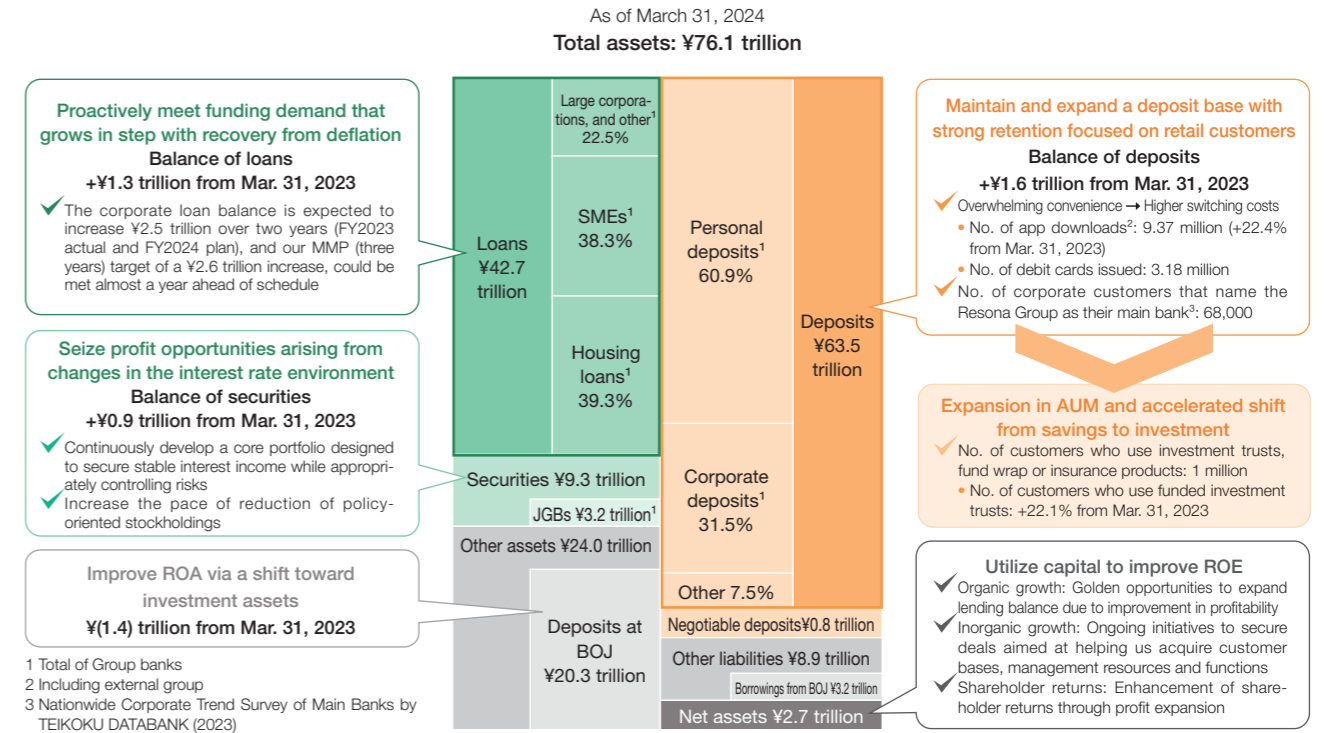 As of March 31, 2024
Total assets: ¥76.1 trillion
Proactively meet funding demand that
grows in step with recovery from deflation
Balance of loans
+¥1.3 trillion from Mar. 31, 2023
The corporate loan balance is expected to
increase ¥2.5 trillion over two years (FY2023
actual and FY2024 plan), and our MMP (three
years) target of a ¥2.6 trillion increase, could be
met almost a year ahead of schedule
Seize profit opportunities arising from
changes in the interest rate environment
Balance of securities
+¥0.9 trillion from Mar. 31, 2023
Continuously develop a core portfolio designed
to secure stable interest income while appropri-
ately controlling risks
Increase the pace of reduction of policy-
oriented stockholdings
Improve ROA via a shift toward
investment assets
¥(1.4) trillion from Mar. 31, 2023
1 Total of Group banks
2 Including external group
3 Nationwide Corporate Trend Survey of Main Banks by
TEIKOKU DATABANK (2023)
Loans
¥42.7
trillion
Large corpora-
tions, and other¹
22.5%
SMEs¹
38.3%
Housing
loans¹
39.3%
Securities ¥9.3 trillion
JGBs ¥3.2 trillion¹
Other assets ¥24.0 trillion
Deposits at
BOJ
¥20.3 trillion
Personal
deposits¹
60.9%
Corporate
deposits¹
31.5%
Other 7.5%
Deposits
¥63.5
trillion
Negotiable deposits¥0.8 trillion
Other liabilities ¥8.9 trillion
Borrowings from BOJ ¥3.2 trillion
Net assets ¥2.7 trillion
Maintain and expand a deposit base with
strong retention focused on retail customers
Balance of deposits
+¥1.6 trillion from Mar. 31, 2023
Overwhelming convenience → Higher switching costs
• No. of app downloads²: 9.37 million (+22.4%
from Mar. 31, 2023)
• No. of debit cards issued: 3.18 million
No. of corporate customers that name the
Resona Group as their main bank³: 68,000
Expansion in AUM and accelerated shift
from savings to investment
No. of customers who use investment trusts,
fund wrap or insurance products: 1 million
• No. of customers who use funded investment
trusts: +22.1% from Mar. 31, 2023
Utilize capital to improve ROE
Organic growth: Golden opportunities to expand
lending balance due to improvement in profitability
Inorganic growth: Ongoing initiatives to secure
deals aimed at helping us acquire customer
bases, management resources and functions
Shareholder returns: Enhancement of share-
holder returns through profit expansion